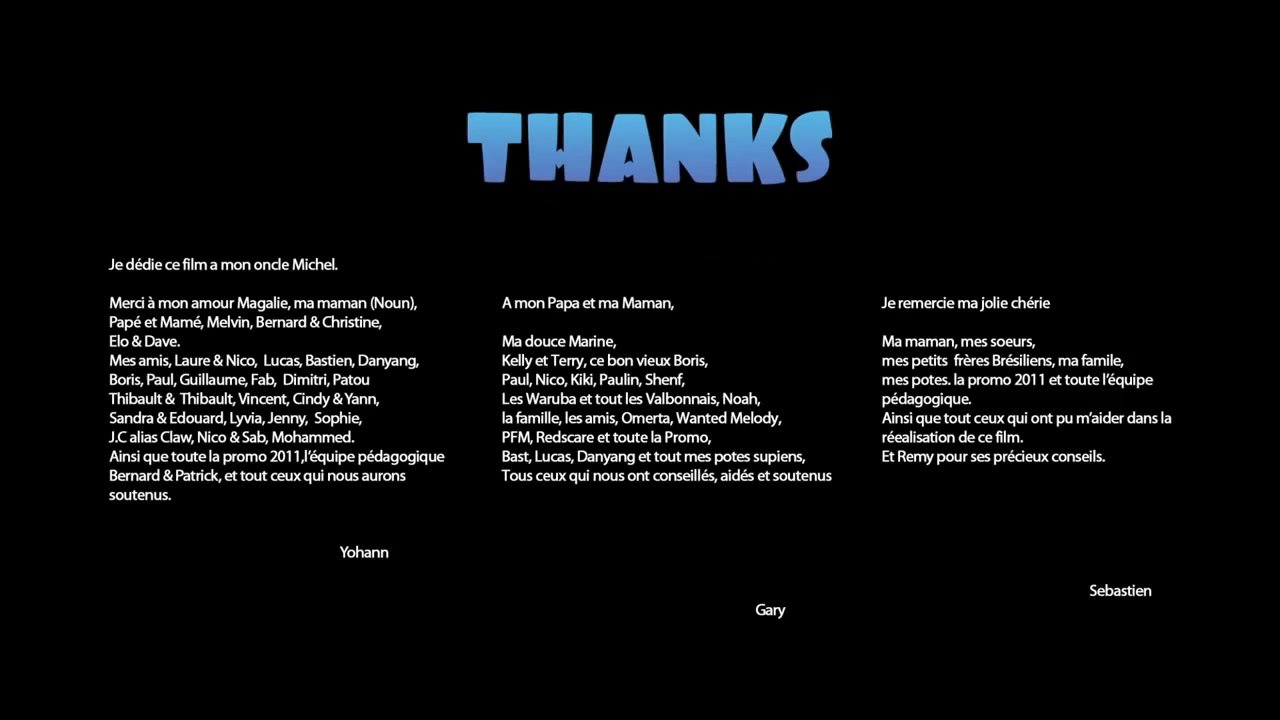 THANKS
Je dédie ce film a mon oncle Michel.
Merci à mon amour Magalie, ma maman (Noun),
Papé et Mamé, Melvin, Bernard & Christine,
Elo & Dave.
Mes amis, Laure & Nico, Lucas, Bastien, Danyang,
Boris, Paul, Guillaume, Fab, Dimitri, Patou
Thibault & Thibault, Vincent, Cindy & Yann,
Sandra & Edouard, Lyvia, Jenny, Sophie,
J.C alias Claw, Nico & Sab, Mohammed.
Ainsi que toute la promo 2011,l'équipe pédagogique
Bernard & Patrick, et tout ceux qui nous aurons
soutenus.
Yohann
A mon Papa et ma Maman,
Ma douce Marine,
Kelly et Terry, ce bon vieux Boris,
Paul, Nico, Kiki, Paulin, Shenf,
Les Waruba et tout les Valbonnais, Noah,
la famille, les amis, Omerta, Wanted Melody,
PFM, Redscare et toute la Promo,
Bast, Lucas, Danyang et tout mes potes supiens,
Tous ceux qui nous ont conseillés, aidés et soutenus
Gary
Je remercie ma jolie chérie
Ma maman, mes soeurs,
mes petits frères Brésiliens, ma famile,
mes potes. la promo 2011 et toute l'équipe
pédagogique.
Ainsi que tout ceux qui ont pu m'aider dans la
réealisation de ce film.
Et Remy pour ses précieux conseils.
Sebastien